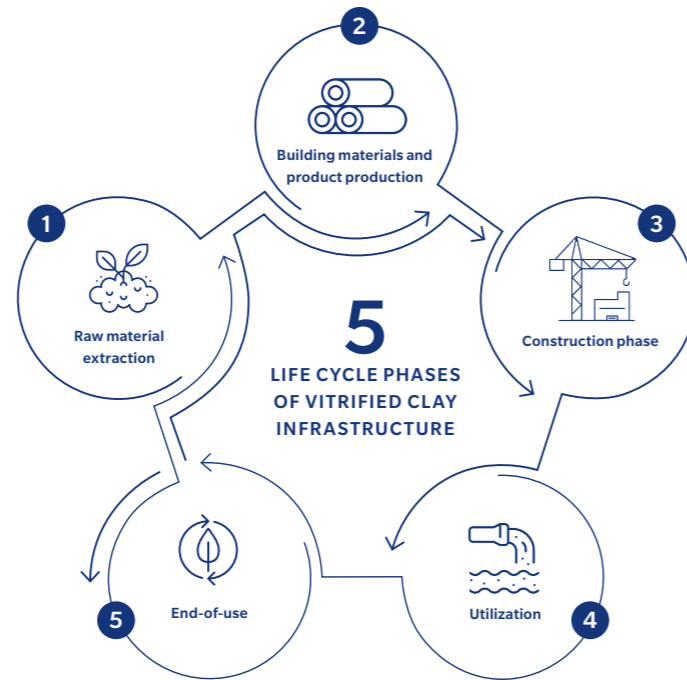 2
Building materials and
product production
1
Raw material
extraction
3
Construction phase
5
LIFE CYCLE PHASES
OF VITRIFIED CLAY
INFRASTRUCTURE
4
Utilization
5
End-of-use